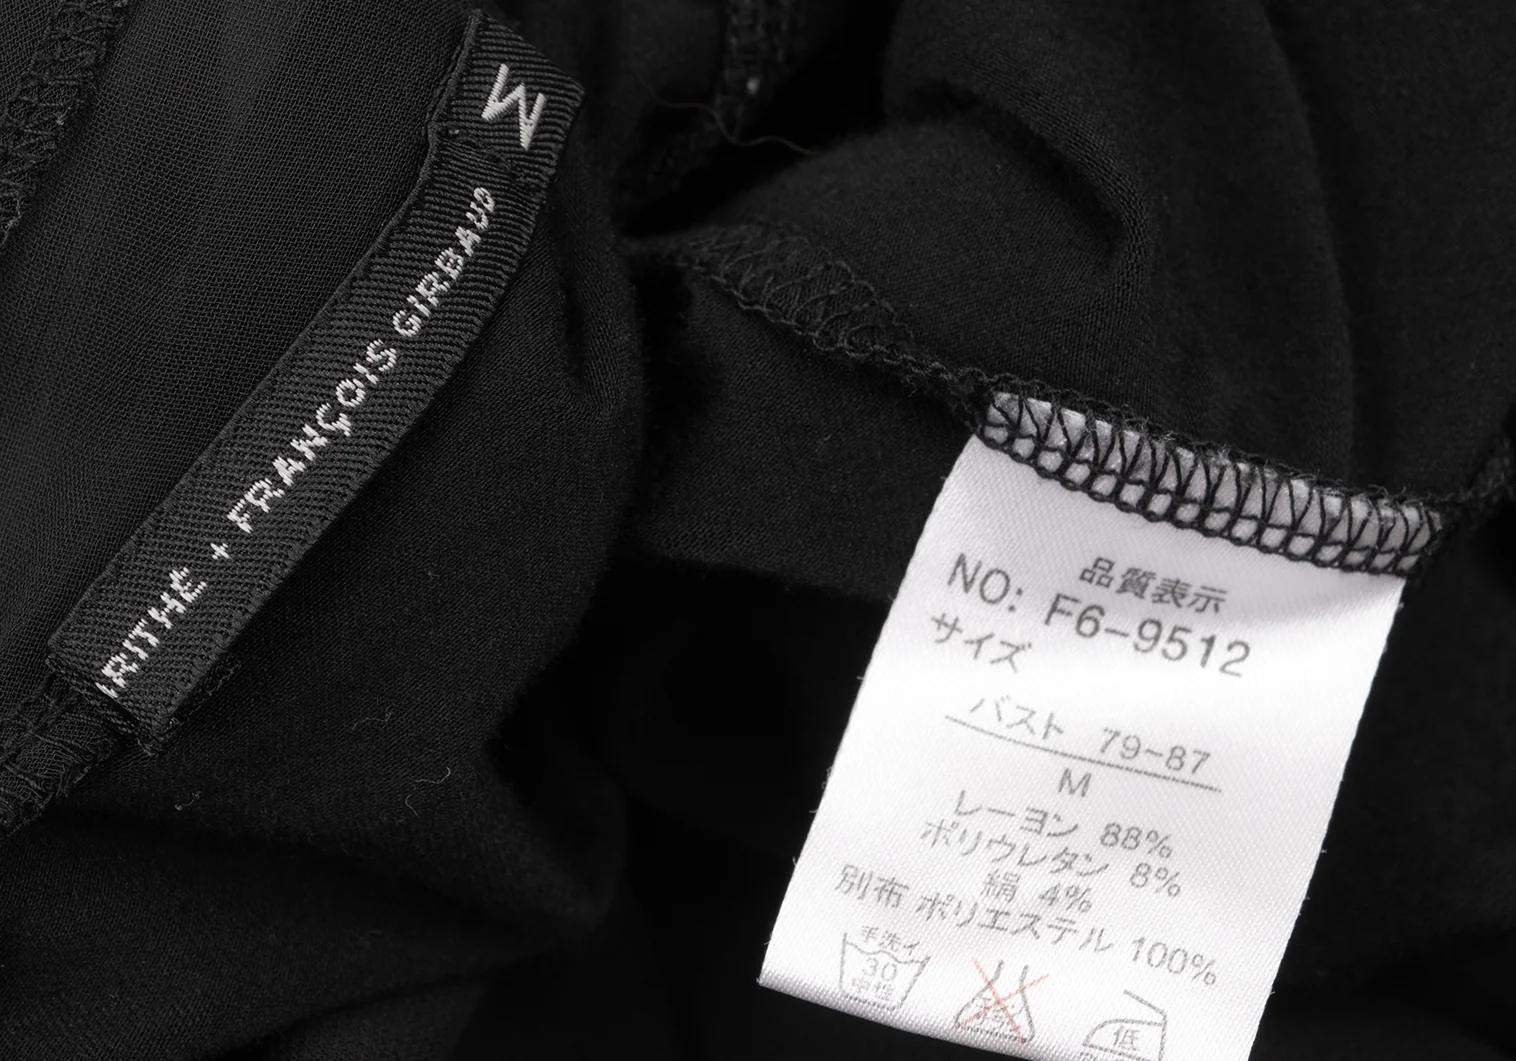 M
RITHE + FRANÇOIS GIRBAUD
品質表示
NO: F6-9512
サイズ
バスト 79~87
M
レーヨン 88%
ポリウレタン 8%
絹 4%
別布 ポリエステル 100%
手洗イ
30
中性
低